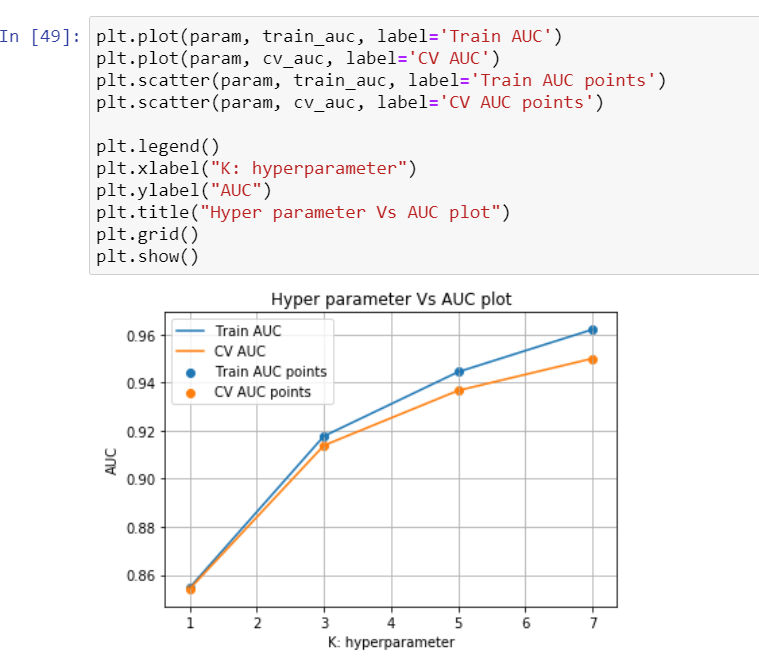 In [49]: plt.plot(param, train_auc, label='Train AUC')
plt.plot(param, cv_auc, label='CV AUC')
plt.scatter(param, train_auc, label='Train AUC points')
plt.scatter(param, cv_auc, label='CV AUC points')
plt.legend()
plt.xlabel("K: hyperparameter")
plt.ylabel("AUC")
plt.title("Hyper parameter Vs AUC plot")
plt.grid()
plt.show()
Hyper parameter Vs AUC plot
Train AUC
CV AUC
Train AUC points
CV AUC points
0.96
0.94
0.92
0.90
0.88
0.86
AUC
1 2 3 4 5 6 7
K: hyperparameter